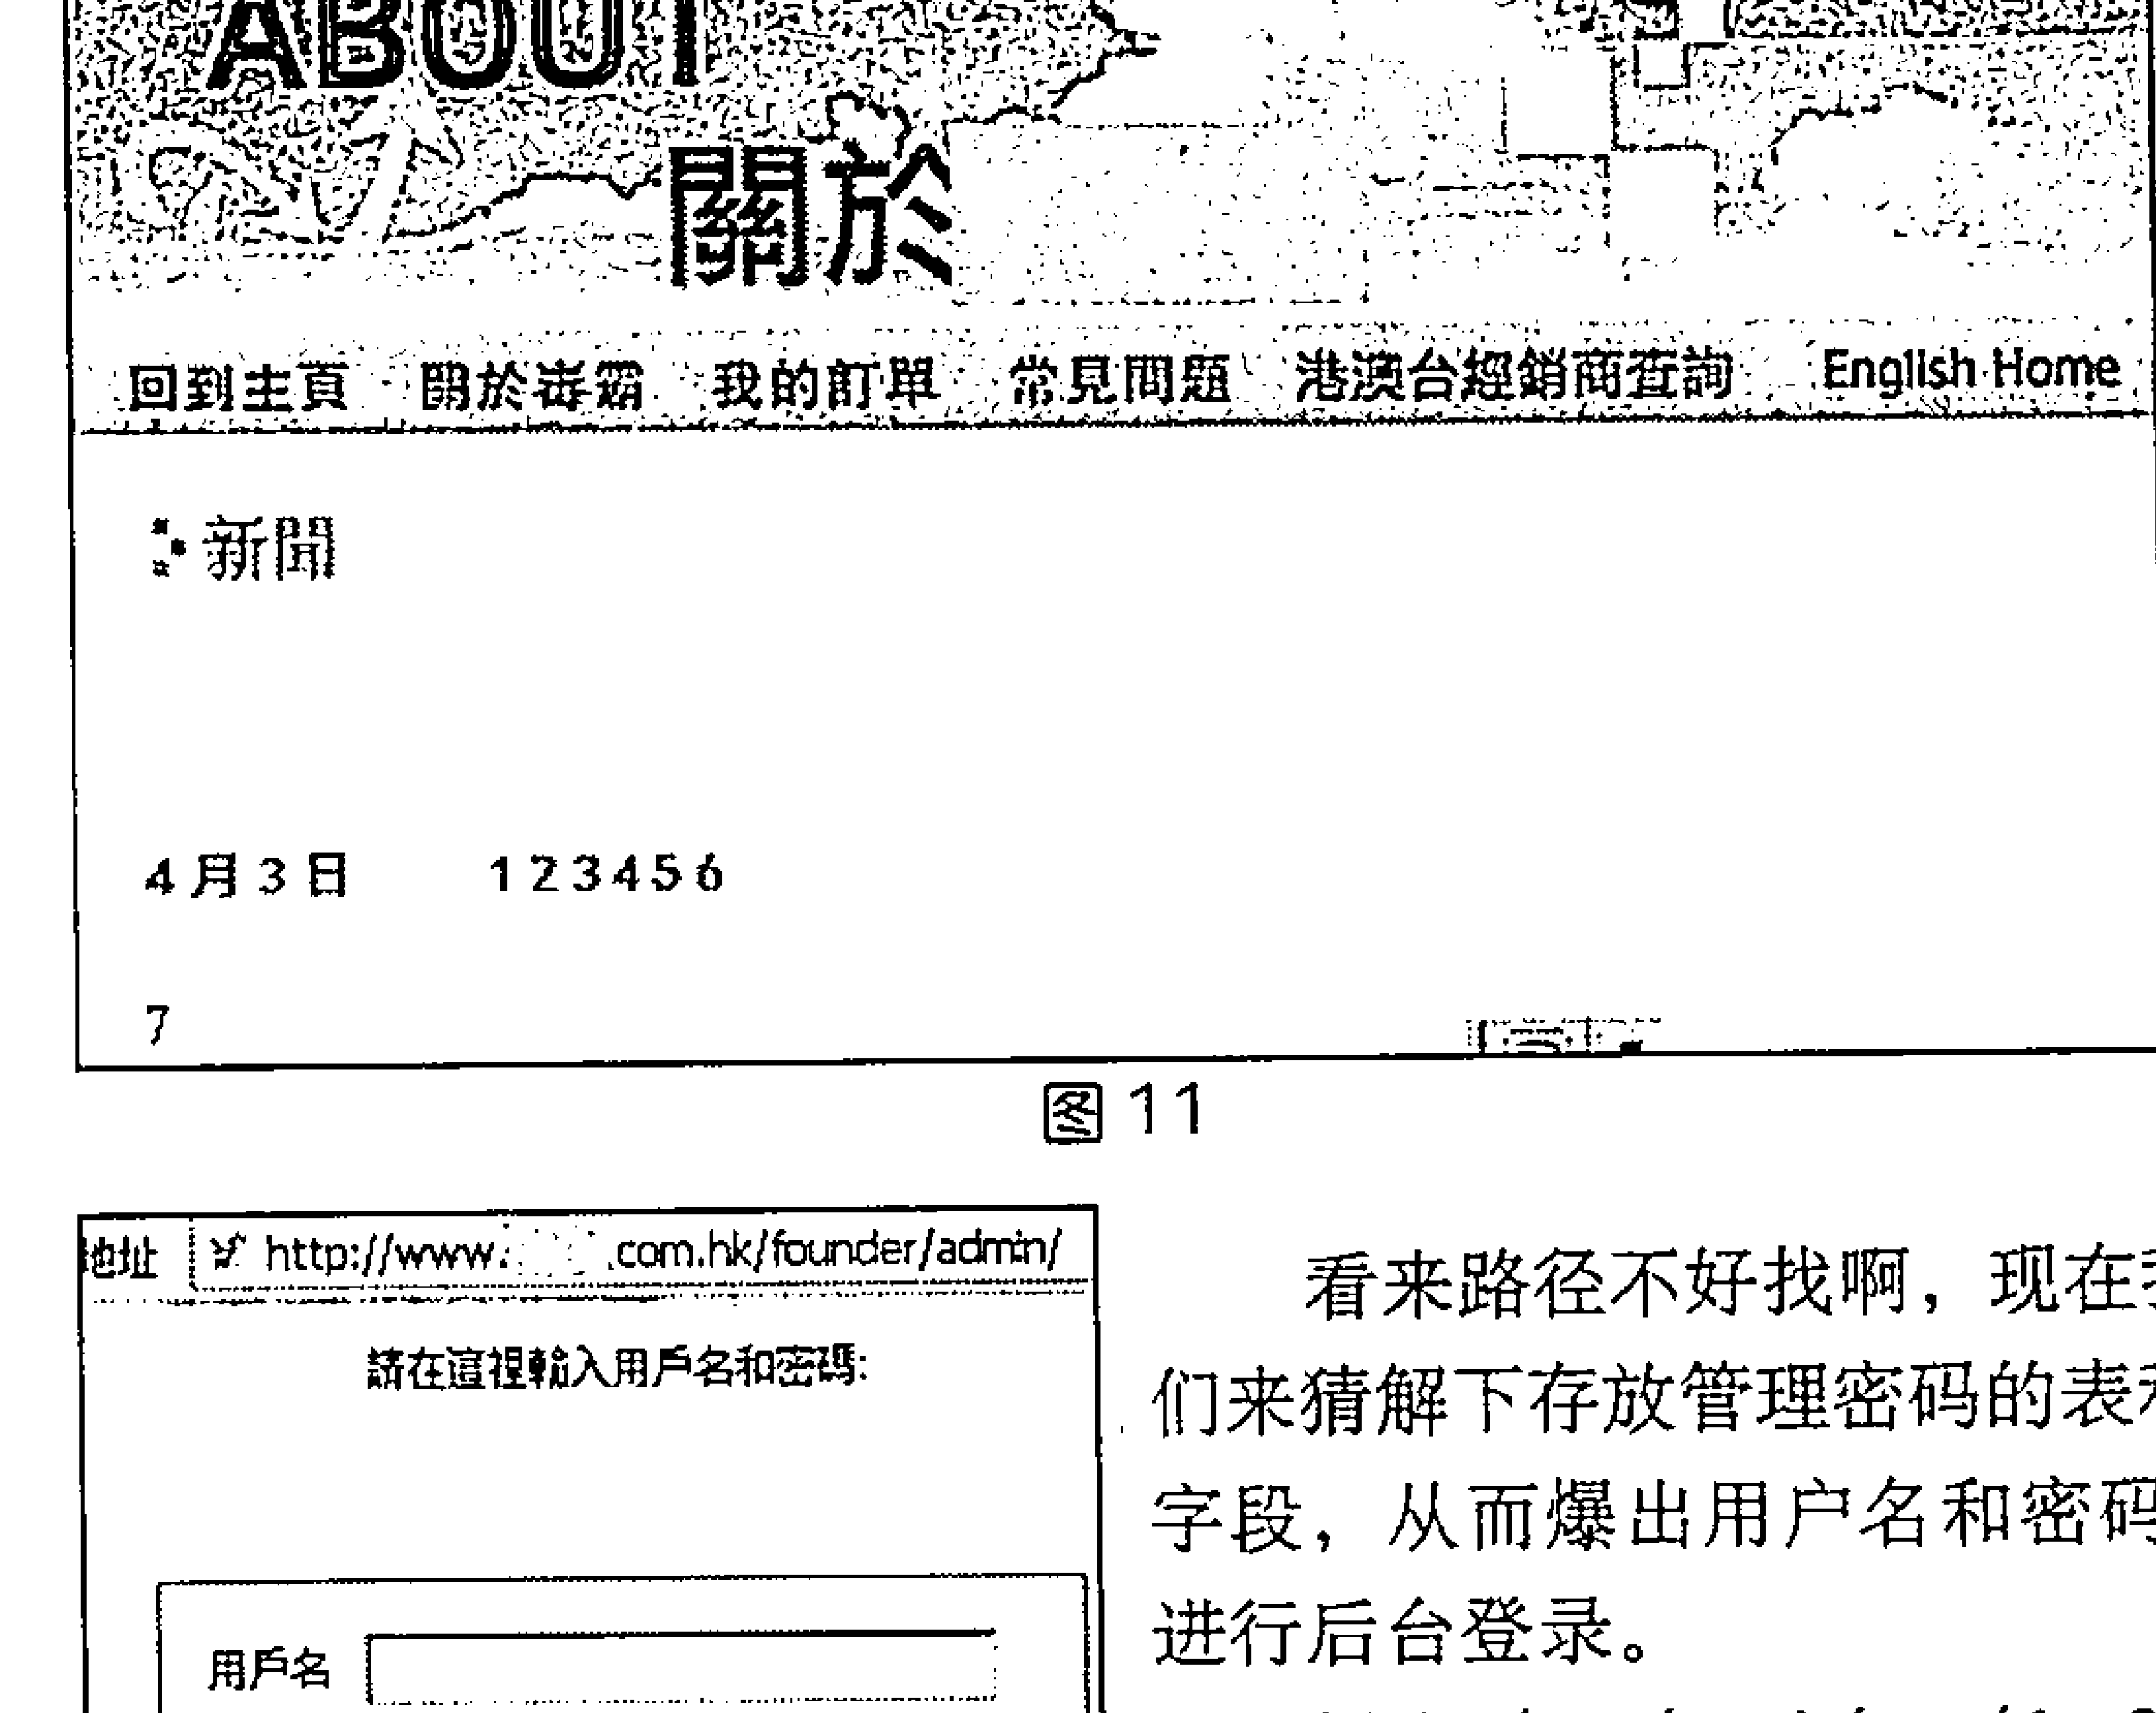 ABOUT
關於
回到主頁 關於毒霸 我的訂單 常見問題 港澳台經銷商查詢 English Home
新聞
4月3日 123456
7
图 11
地址 http://www. .com.hk/founder/admin/
請在這裡輸入用戶名和密碼:
用戶名
看来路径不好找啊，现在
们来猜解下存放管理密码的表
字段，从而爆出用户名和密码
进行后台登录。